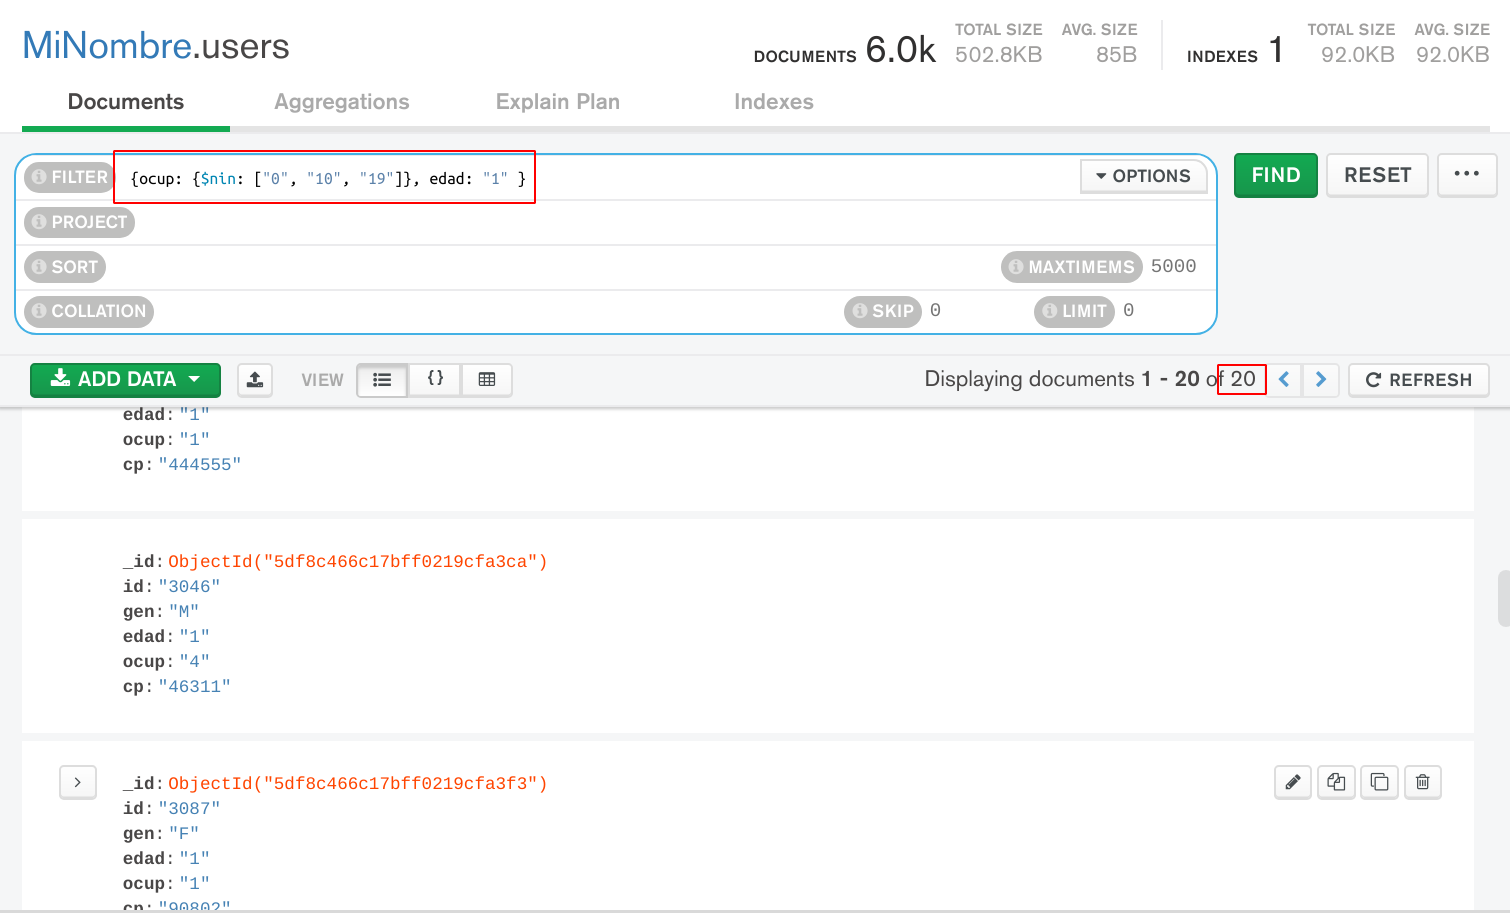 MiNombre.users
DOCUMENTS 6.0k TOTAL SIZE 502.8KB AVG. SIZE 85B INDEXES 1 TOTAL SIZE 92.0KB AVG. SIZE 92.0KB
Documents Aggregations Explain Plan Indexes
FILTER {ocup: {$nin: ["0", "10", "19"]}, edad: "1" } OPTIONS FIND RESET ...
PROJECT
SORT MAXTIMEMS 5000
COLLATION SKIP 0 LIMIT 0
ADD DATA VIEW {} Displaying documents 1 - 20 of 20 < > REFRESH
edad: "1"
ocup: "1"
cp: "444555"
_id: ObjectId("5df8c466c17bff0219cfa3ca")
id: "3046"
gen: "M"
edad: "1"
ocup: "4"
cp: "46311"
> _id: ObjectId("5df8c466c17bff0219cfa3f3")
id: "3087"
gen: "F"
edad: "1"
ocup: "1"
cp: "90802"